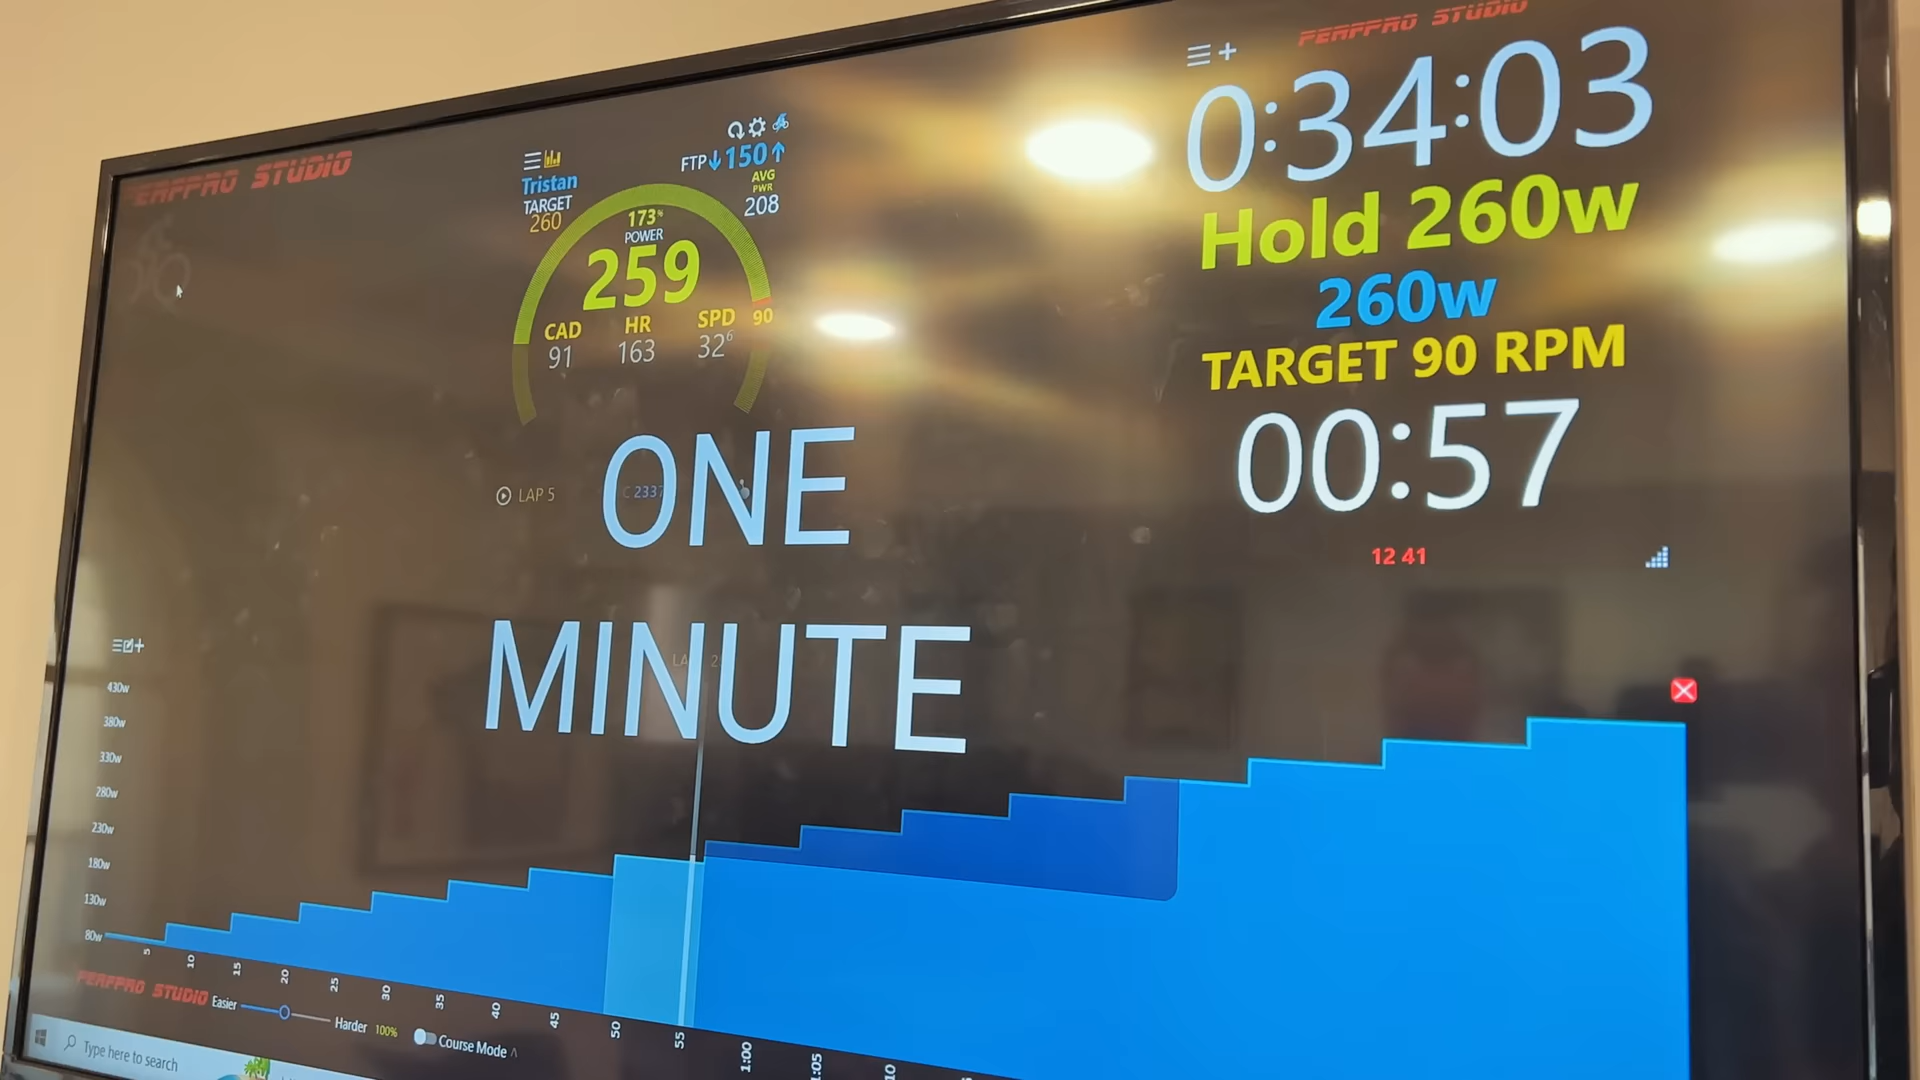 PERFPRO STUDIO
Tristan
TARGET
260
FTP 150
AVG
PWR
208
173%
POWER
259
CAD
91
HR
163
SPD
32⁶
90
LAP 5
ONE
MINUTE
PERFPRO STUDIO
0:34:03
Hold 260w
260w
TARGET 90 RPM
00:57
12 41
430w
380w
330w
280w
230w
180w
130w
80w
5
10
15
20
25
30
35
40
45
50
55
1:00
1:05
PERFPRO STUDIO
Easier
Harder
100%
Course Mode
Type here to search